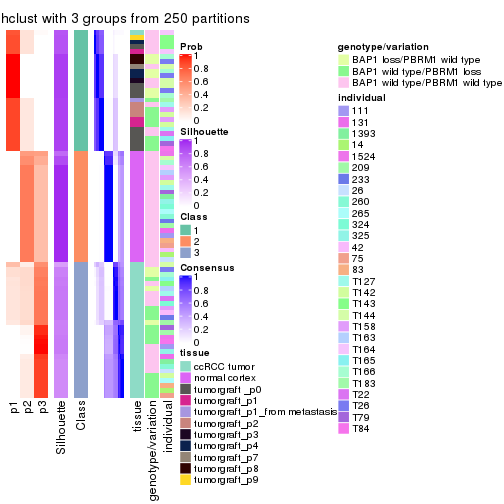 hclust with 3 groups from 250 partitions
Prob
1
0.8
0.6
0.4
0.2
0
Silhouette
1
0.8
0.6
0.4
0.2
0
Class
1
2
3
Consensus
1
0.8
0.6
0.4
0.2
0
tissue
ccRCC tumor
normal cortex
tumorgraft_p0
tumorgraft_p1
tumorgraft_p1_from metastasis
tumorgraft_p2
tumorgraft_p3
tumorgraft_p4
tumorgraft_p7
tumorgraft_p8
tumorgraft_p9
genotype/variation
BAP1 loss/PBRM1 wild type
BAP1 wild type/PBRM1 loss
BAP1 wild type/PBRM1 wild type
individual
111
131
1393
14
1524
209
233
26
260
265
324
325
42
75
83
T127
T142
T143
T144
T158
T163
T164
T165
T166
T183
T22
T26
T79
T84
p1
p2
p3
Silhouette
Class
tissue
genotype/variation
individual